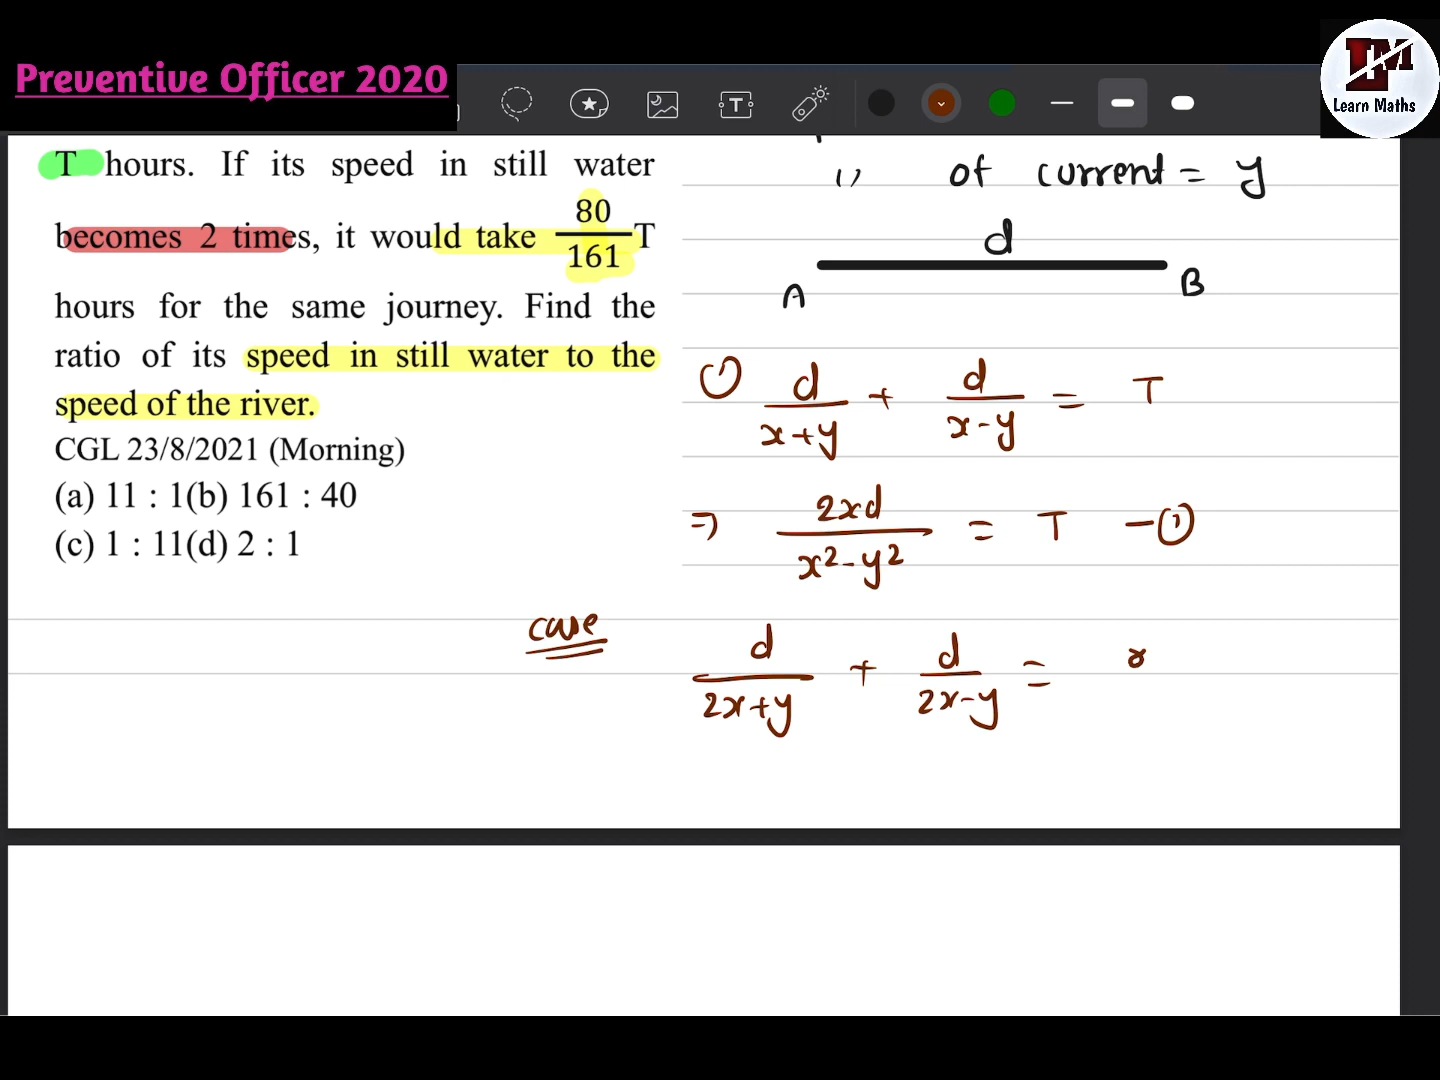 Preventive Officer 2020
Learn Maths
T hours. If its speed in still water
becomes 2 times, it would take 80/161 T
hours for the same journey. Find the
ratio of its speed in still water to the
speed of the river.
CGL 23/8/2021 (Morning)
(a) 11 : 1(b) 161 : 40
(c) 1 : 11(d) 2 : 1
'' of current = y
d
A B
① d/(x+y) + d/(x-y) = T
⇒ 2xd/(x²-y²) = T -①
case d/(2x+y) + d/(2x-y) =